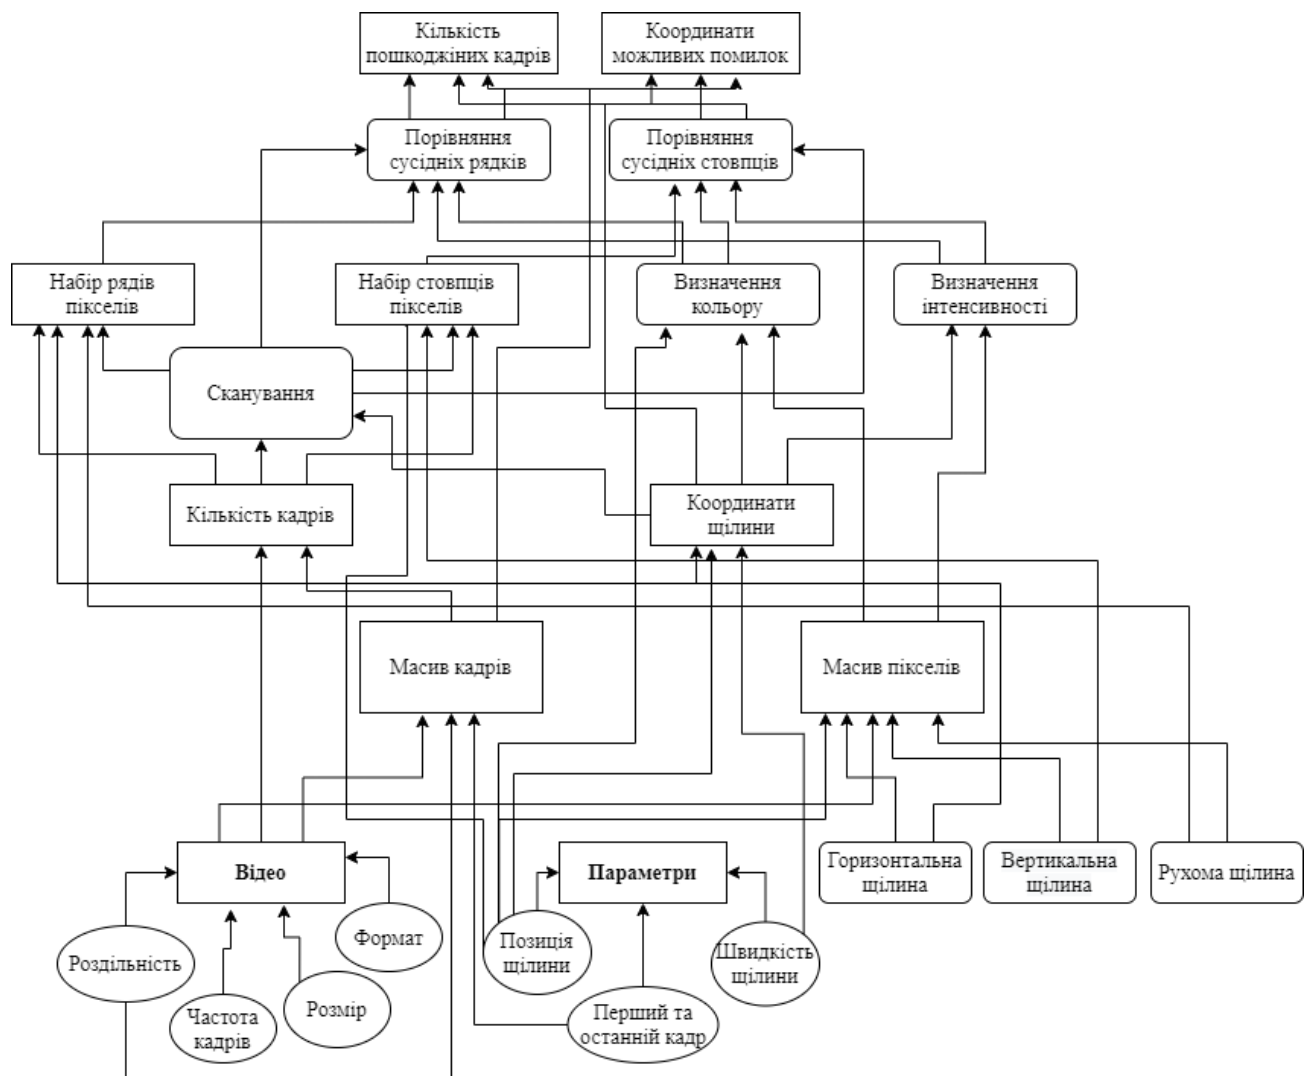 Кількість
пошкоджіних кадрів
Координати
можливих помилок
Порівняння
сусідніх рядків
Порівняння
сусідніх стовпців
Набір рядів
пікселів
Набір стовпців
пікселів
Визначення
кольору
Визначення
інтенсивності
Сканування
Кількість кадрів
Координати
щілини
Масив кадрів
Масив пікселів
Відео
Параметри
Горизонтальна
щілина
Вертикальна
щілина
Рухома щілина
Роздільність
Формат
Позиція
щілини
Швидкість
щілини
Частота
кадрів
Розмір
Перший та
останній кадр